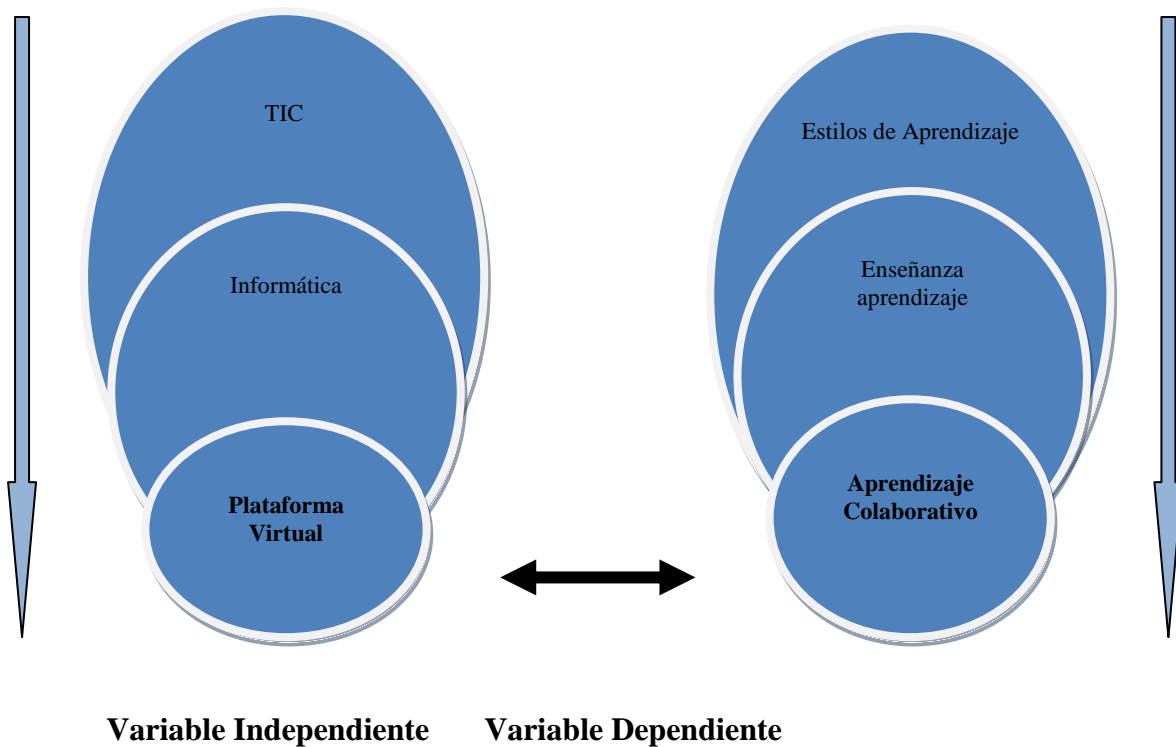 TIC
Informática
Plataforma
Virtual
Estilos de Aprendizaje
Enseñanza
aprendizaje
Aprendizaje
Colaborativo
Variable Independiente
Variable Dependiente